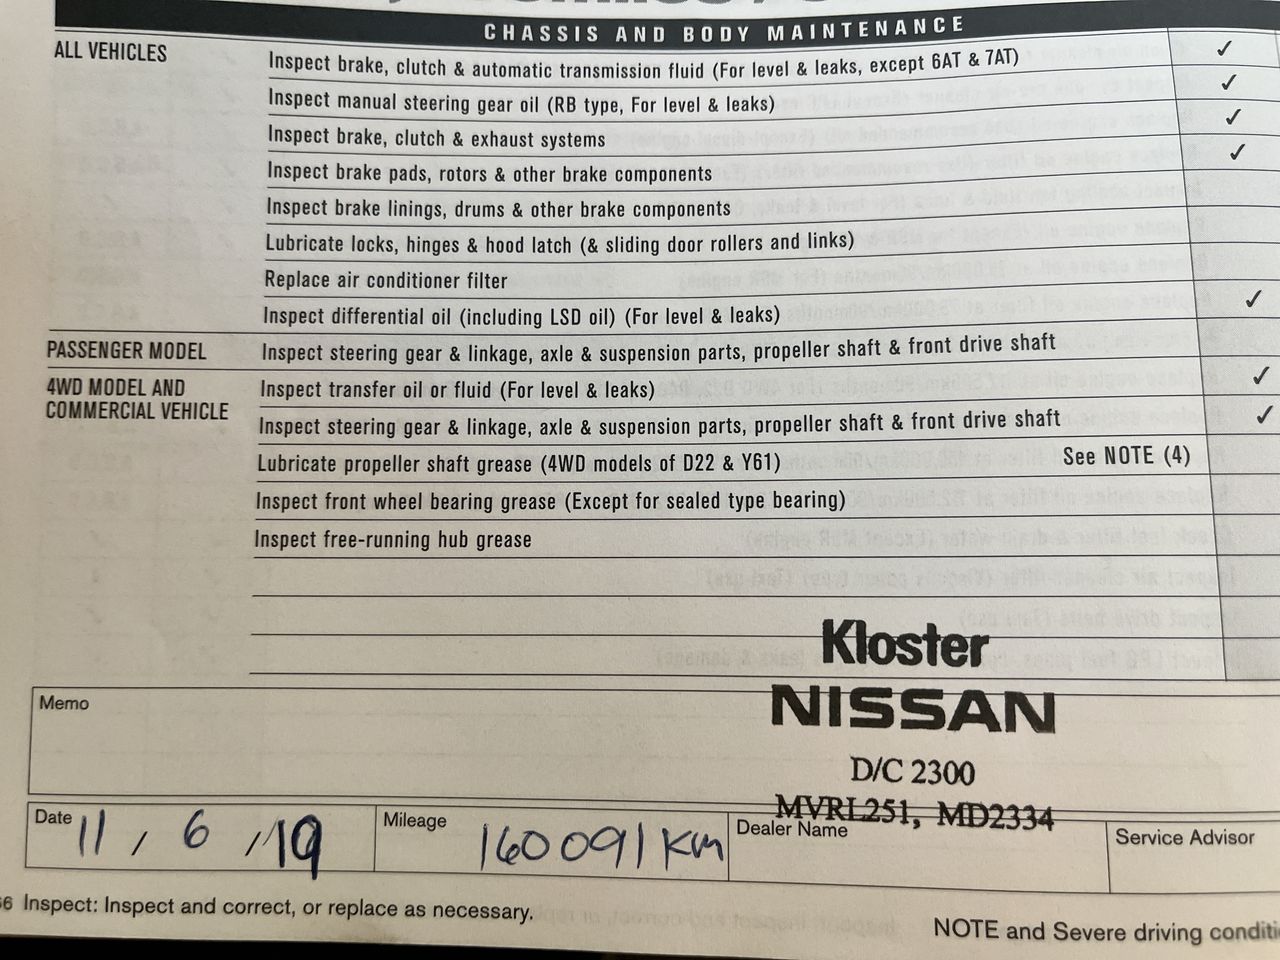 CHASSIS AND BODY MAINTENANCE
ALL VEHICLES
Inspect brake, clutch & automatic transmission fluid (For level & leaks, except 6AT & 7AT) ✓
Inspect manual steering gear oil (RB type, For level & leaks) ✓
Inspect brake, clutch & exhaust systems ✓
Inspect brake pads, rotors & other brake components ✓
Inspect brake linings, drums & other brake components
Lubricate locks, hinges & hood latch (& sliding door rollers and links)
Replace air conditioner filter
Inspect differential oil (including LSD oil) (For level & leaks) ✓
PASSENGER MODEL
Inspect steering gear & linkage, axle & suspension parts, propeller shaft & front drive shaft
4WD MODEL AND
COMMERCIAL VEHICLE
Inspect transfer oil or fluid (For level & leaks) ✓
Inspect steering gear & linkage, axle & suspension parts, propeller shaft & front drive shaft ✓
Lubricate propeller shaft grease (4WD models of D22 & Y61) See NOTE (4)
Inspect front wheel bearing grease (Except for sealed type bearing)
Inspect free-running hub grease
Kloster
NISSAN
D/C 2300
MVRL251, MD2334
Memo
Date 11 / 6 / 19
Mileage 160091 Km
Dealer Name
Service Advisor
Inspect: Inspect and correct, or replace as necessary.
NOTE and Severe driving